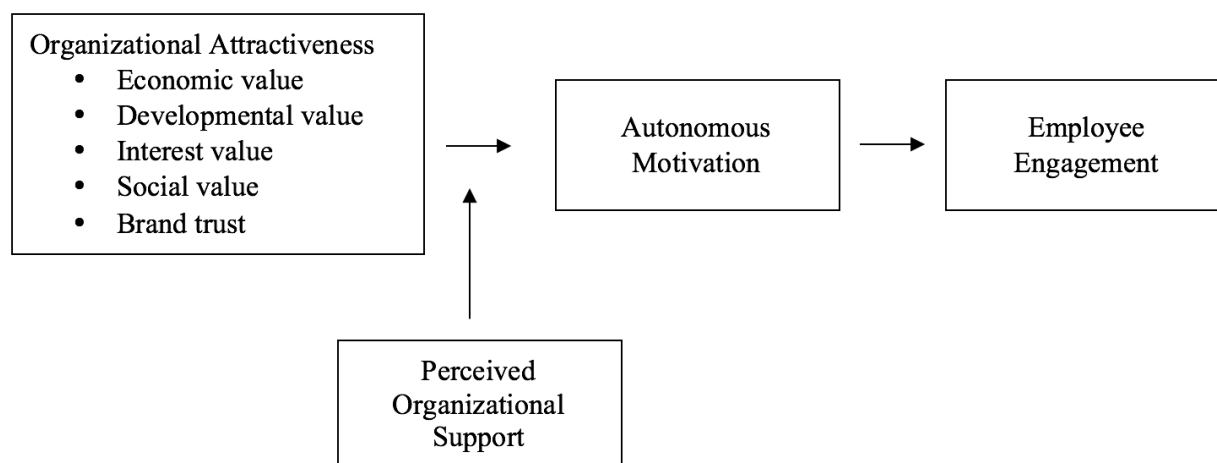 Organizational Attractiveness
• Economic value
• Developmental value
• Interest value
• Social value
• Brand trust
Autonomous
Motivation
Employee
Engagement
Perceived
Organizational
Support